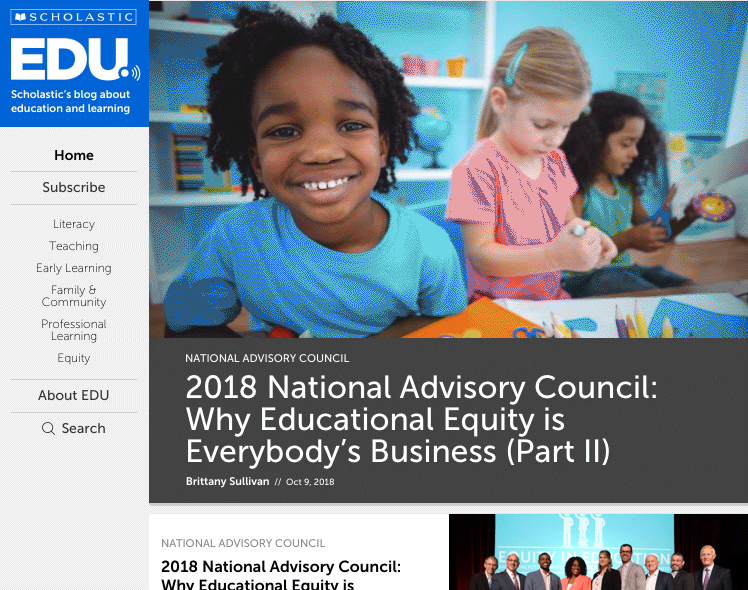 SCHOLASTIC
EDU
Scholastic's blog about
education and learning
Home
Subscribe
Literacy
Teaching
Early Learning
Family &
Community
Professional
Learning
Equity
About EDU
Search
NATIONAL ADVISORY COUNCIL
2018 National Advisory Council:
Why Educational Equity is
Everybody’s Business (Part II)
Brittany Sullivan // Oct 9, 2018
NATIONAL ADVISORY COUNCIL
2018 National Advisory Council:
Why Educational Equity is
EQUITY IN EDUCATION